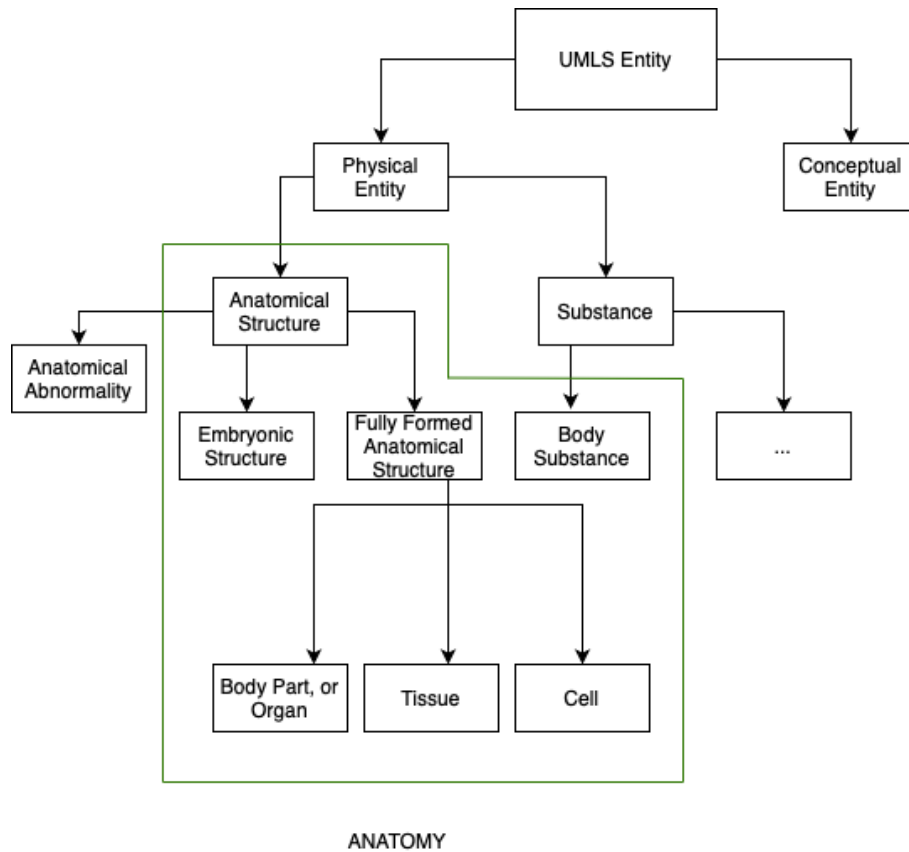 UMLS Entity
Physical
Entity
Conceptual
Entity
Anatomical
Structure
Substance
Anatomical
Abnormality
Embryonic
Structure
Fully Formed
Anatomical
Structure
Body
Substance
...
Body Part, or
Organ
Tissue
Cell
ANATOMY